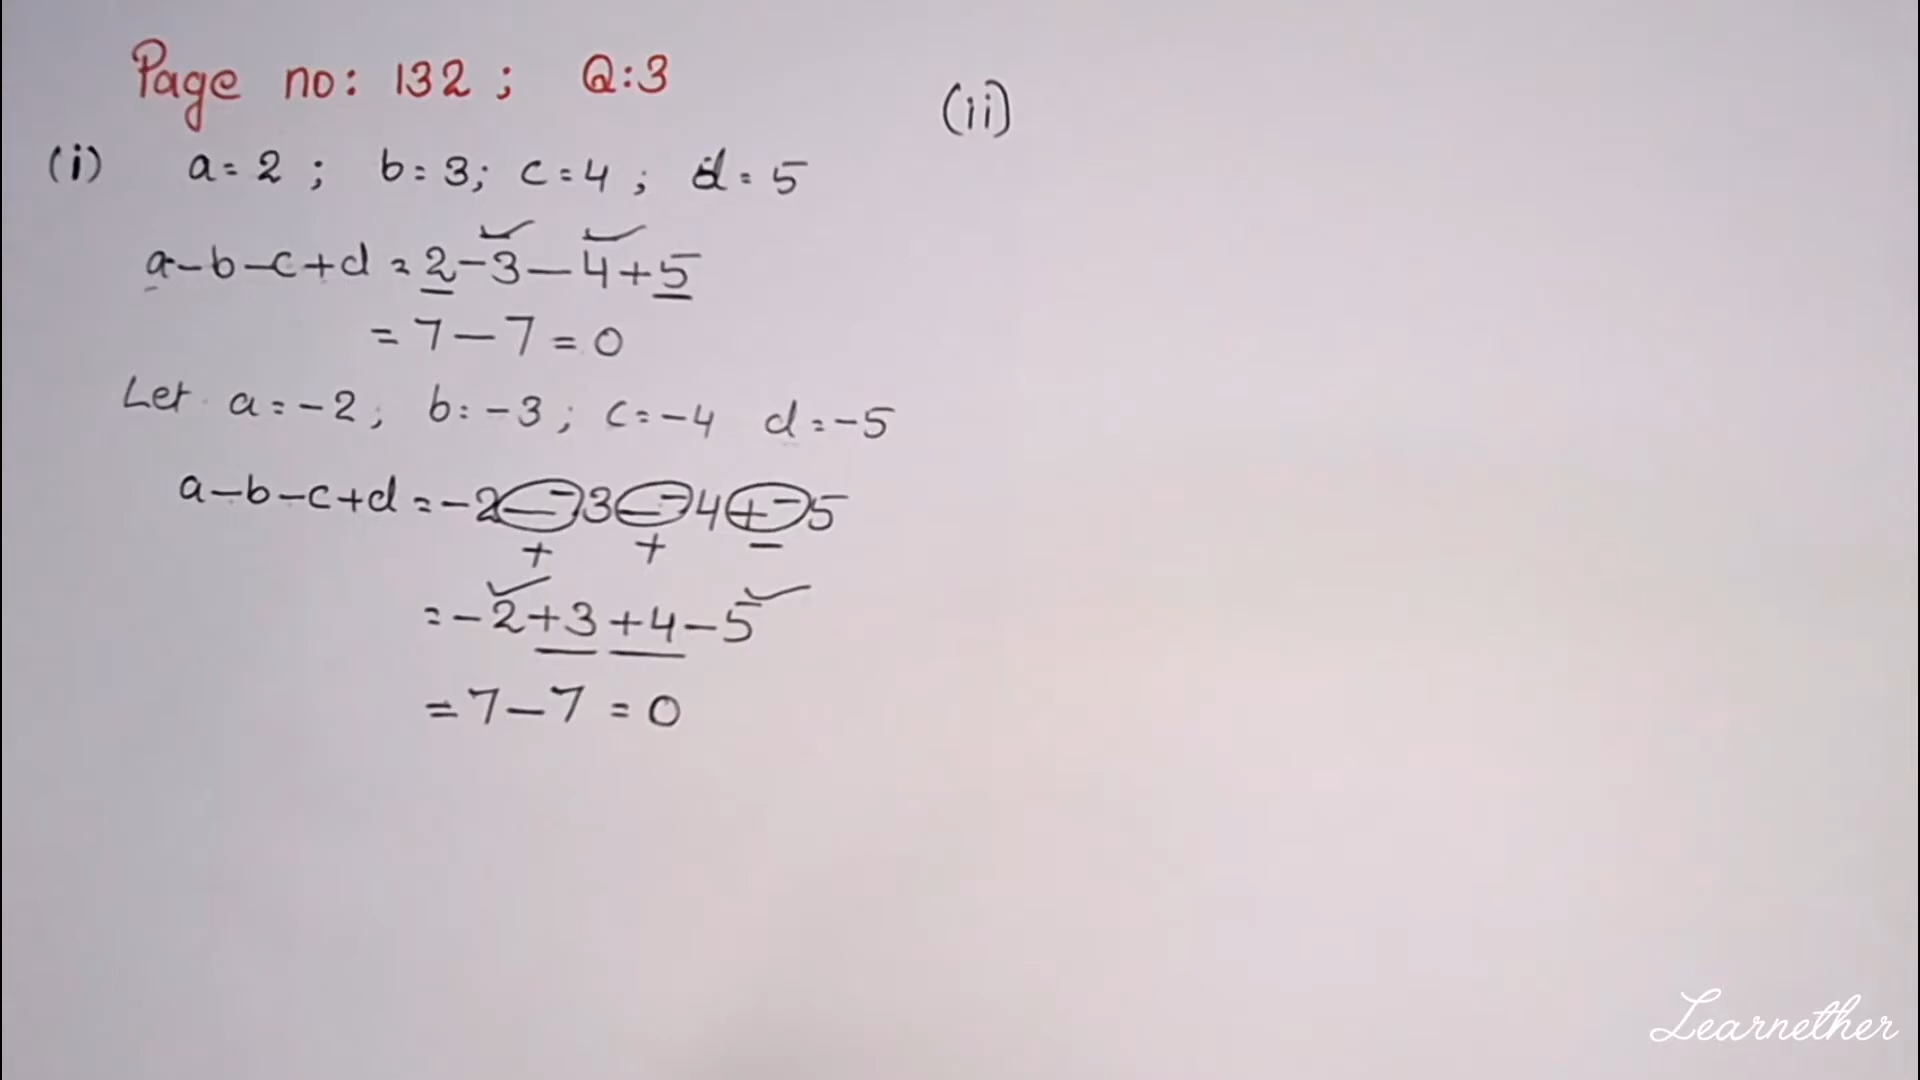 Page no: 132 ; Q:3
(i) a=2 ; b=3; c=4 ; d=5
a-b-c+d = 2-3-4+5
= 7-7 = 0
Let a=-2; b=-3; c=-4 d=-5
a-b-c+d = -2--3--4+-5
+ + -
= -2+3+4-5
= 7-7 = 0
(ii)
Learnether